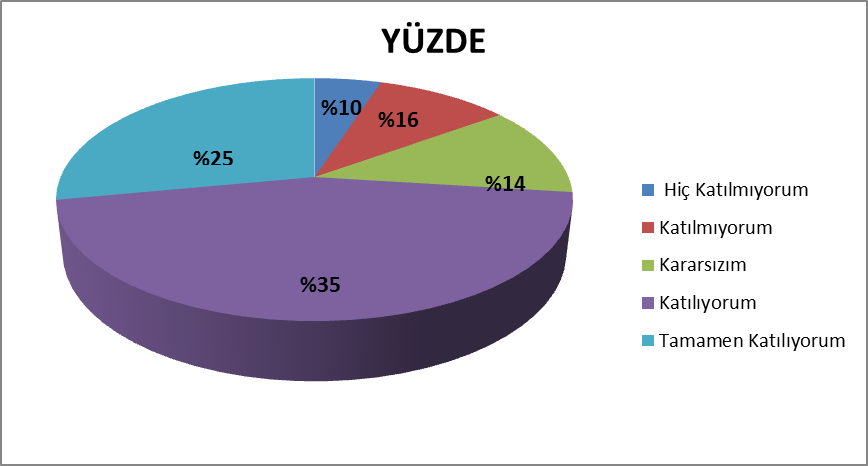 YÜZDE
%10
%16
%14
%35
%25
Hiç Katılmıyorum
Katılmıyorum
Kararsızım
Katılıyorum
Tamamen Katılıyorum